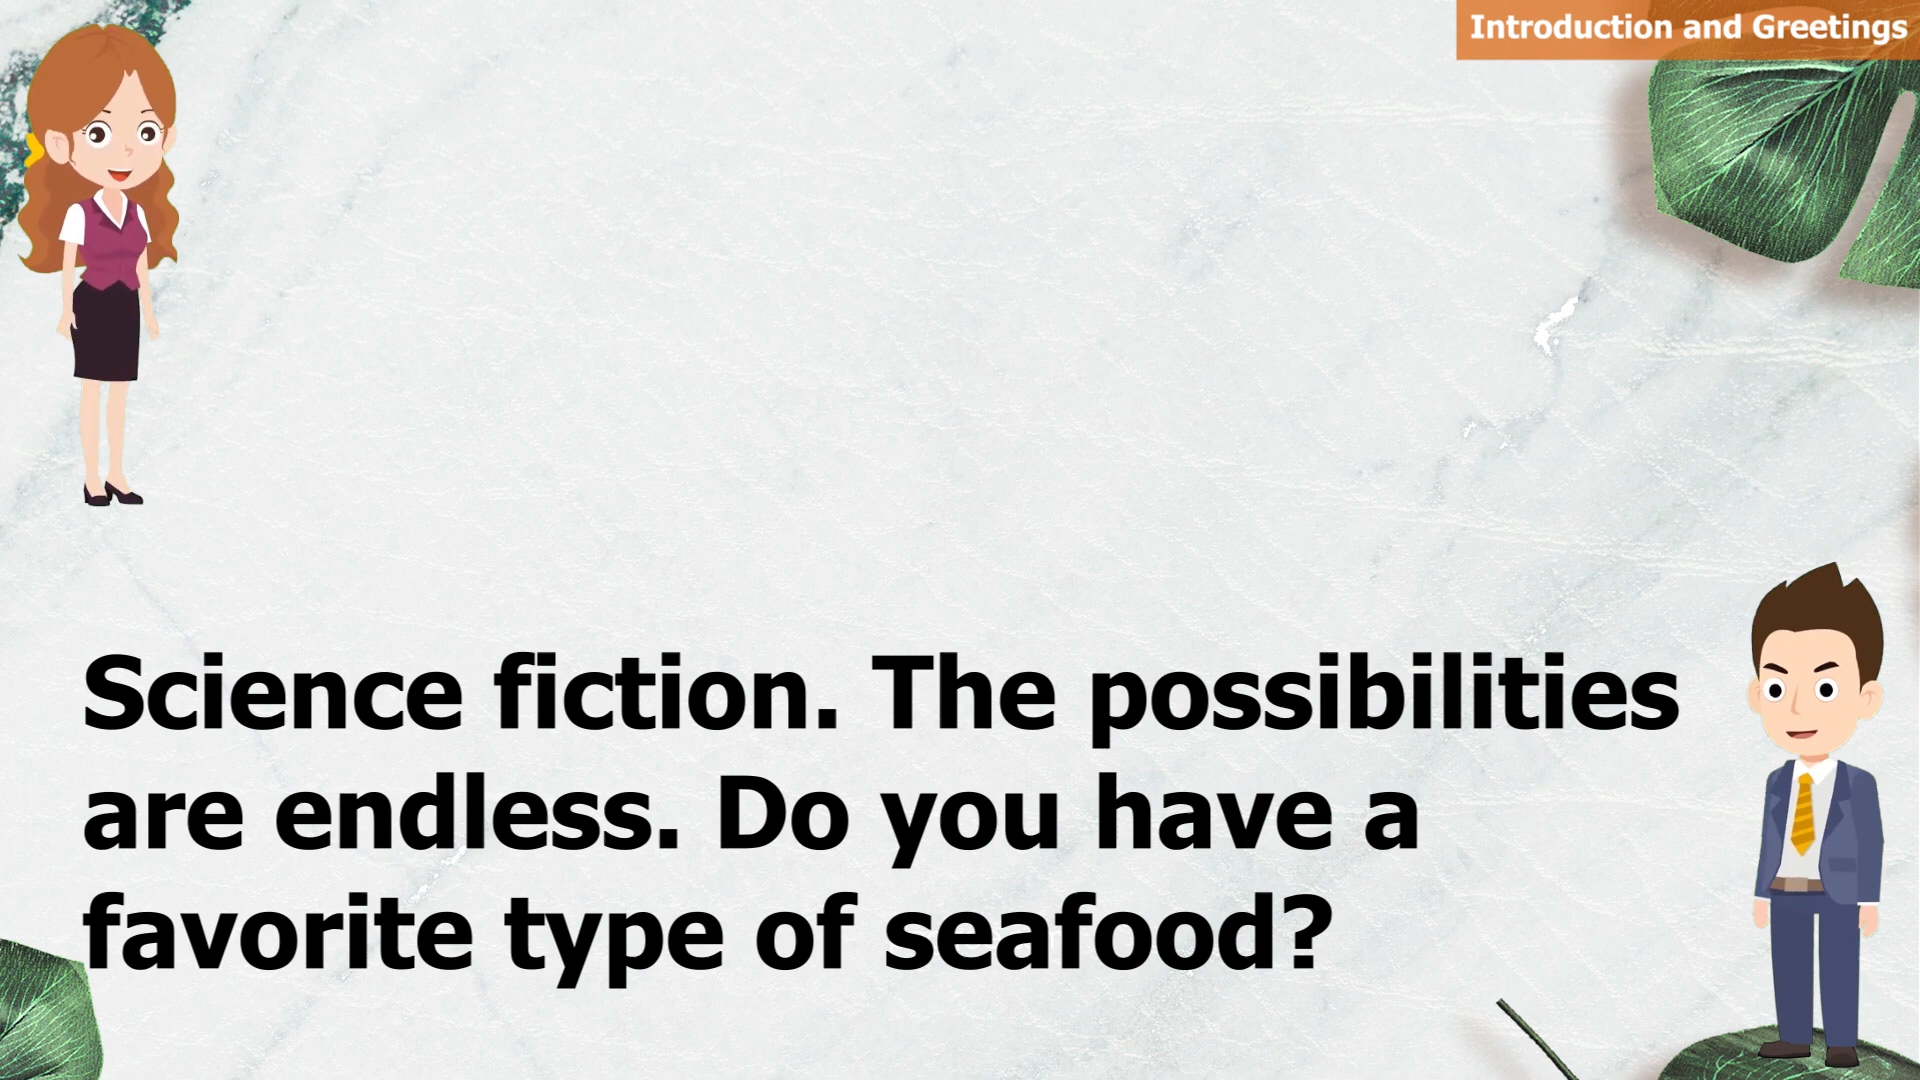 Introduction and Greetings
Science fiction. The possibilities
are endless. Do you have a
favorite type of seafood?